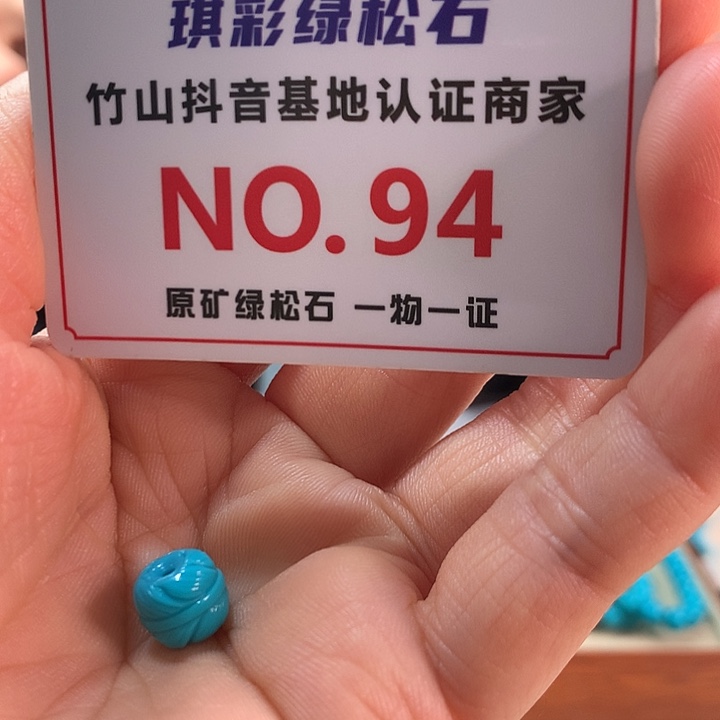 琪彩绿松石
竹山抖音基地认证商家
NO.94
原矿绿松石 一物一证